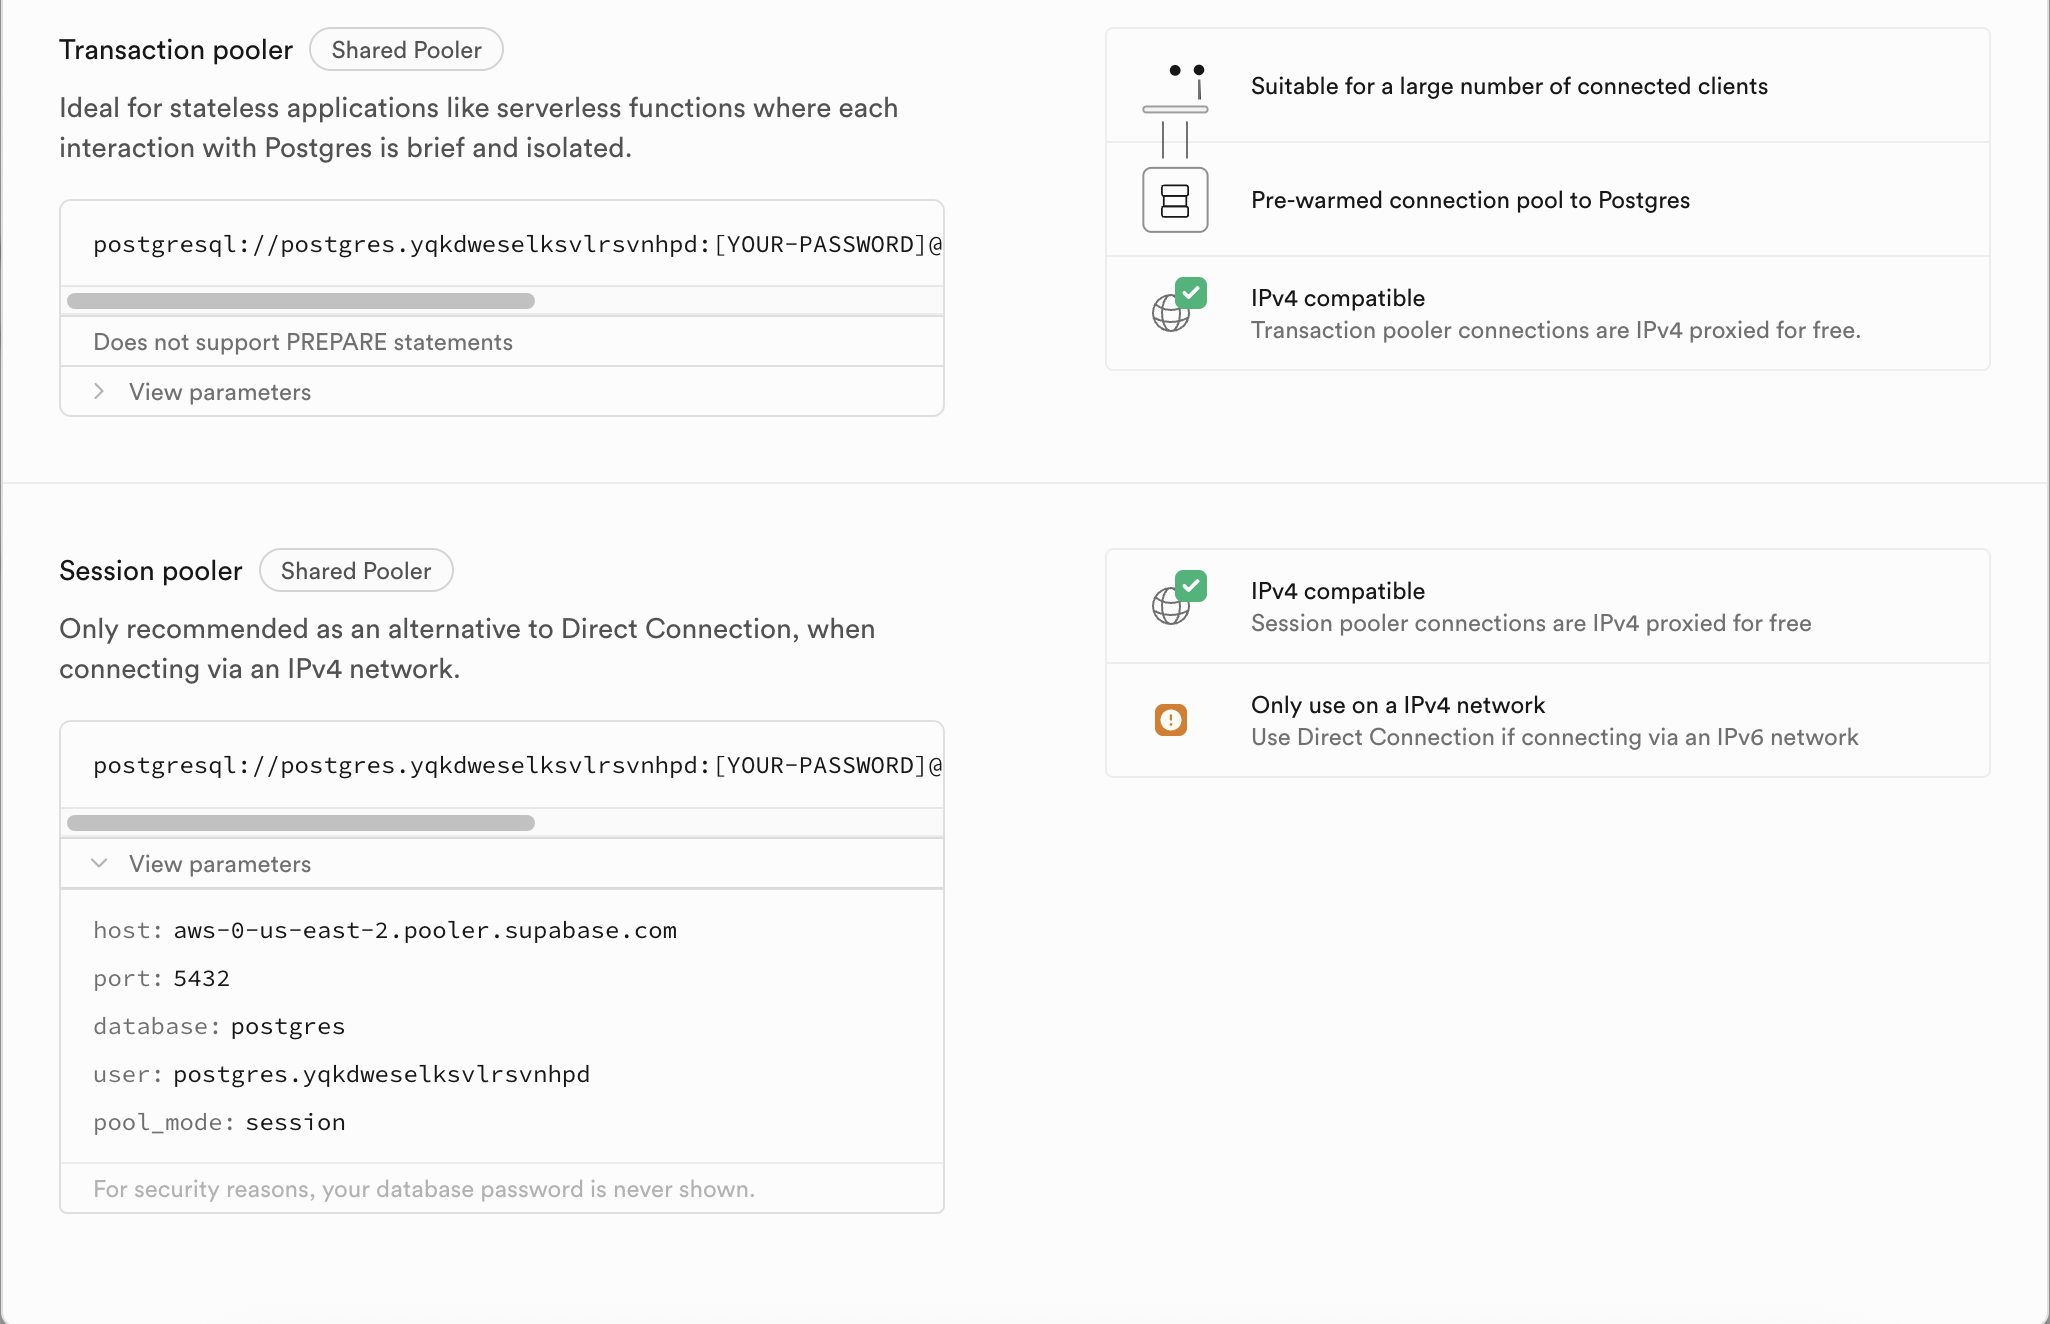 Transaction pooler
Shared Pooler
Ideal for stateless applications like serverless functions where each
interaction with Postgres is brief and isolated.
postgresql://postgres.yqkdweselksvlrsvnhpd:[YOUR-PASSWORD]@
Does not support PREPARE statements
View parameters
Suitable for a large number of connected clients
Pre-warmed connection pool to Postgres
IPv4 compatible
Transaction pooler connections are IPv4 proxied for free.
Session pooler
Shared Pooler
Only recommended as an alternative to Direct Connection, when
connecting via an IPv4 network.
postgresql://postgres.yqkdweselksvlrsvnhpd:[YOUR-PASSWORD]@
View parameters
host: aws-0-us-east-2.pooler.supabase.com
port: 5432
database: postgres
user: postgres.yqkdweselksvlrsvnhpd
pool_mode: session
For security reasons, your database password is never shown.
IPv4 compatible
Session pooler connections are IPv4 proxied for free
Only use on a IPv4 network
Use Direct Connection if connecting via an IPv6 network